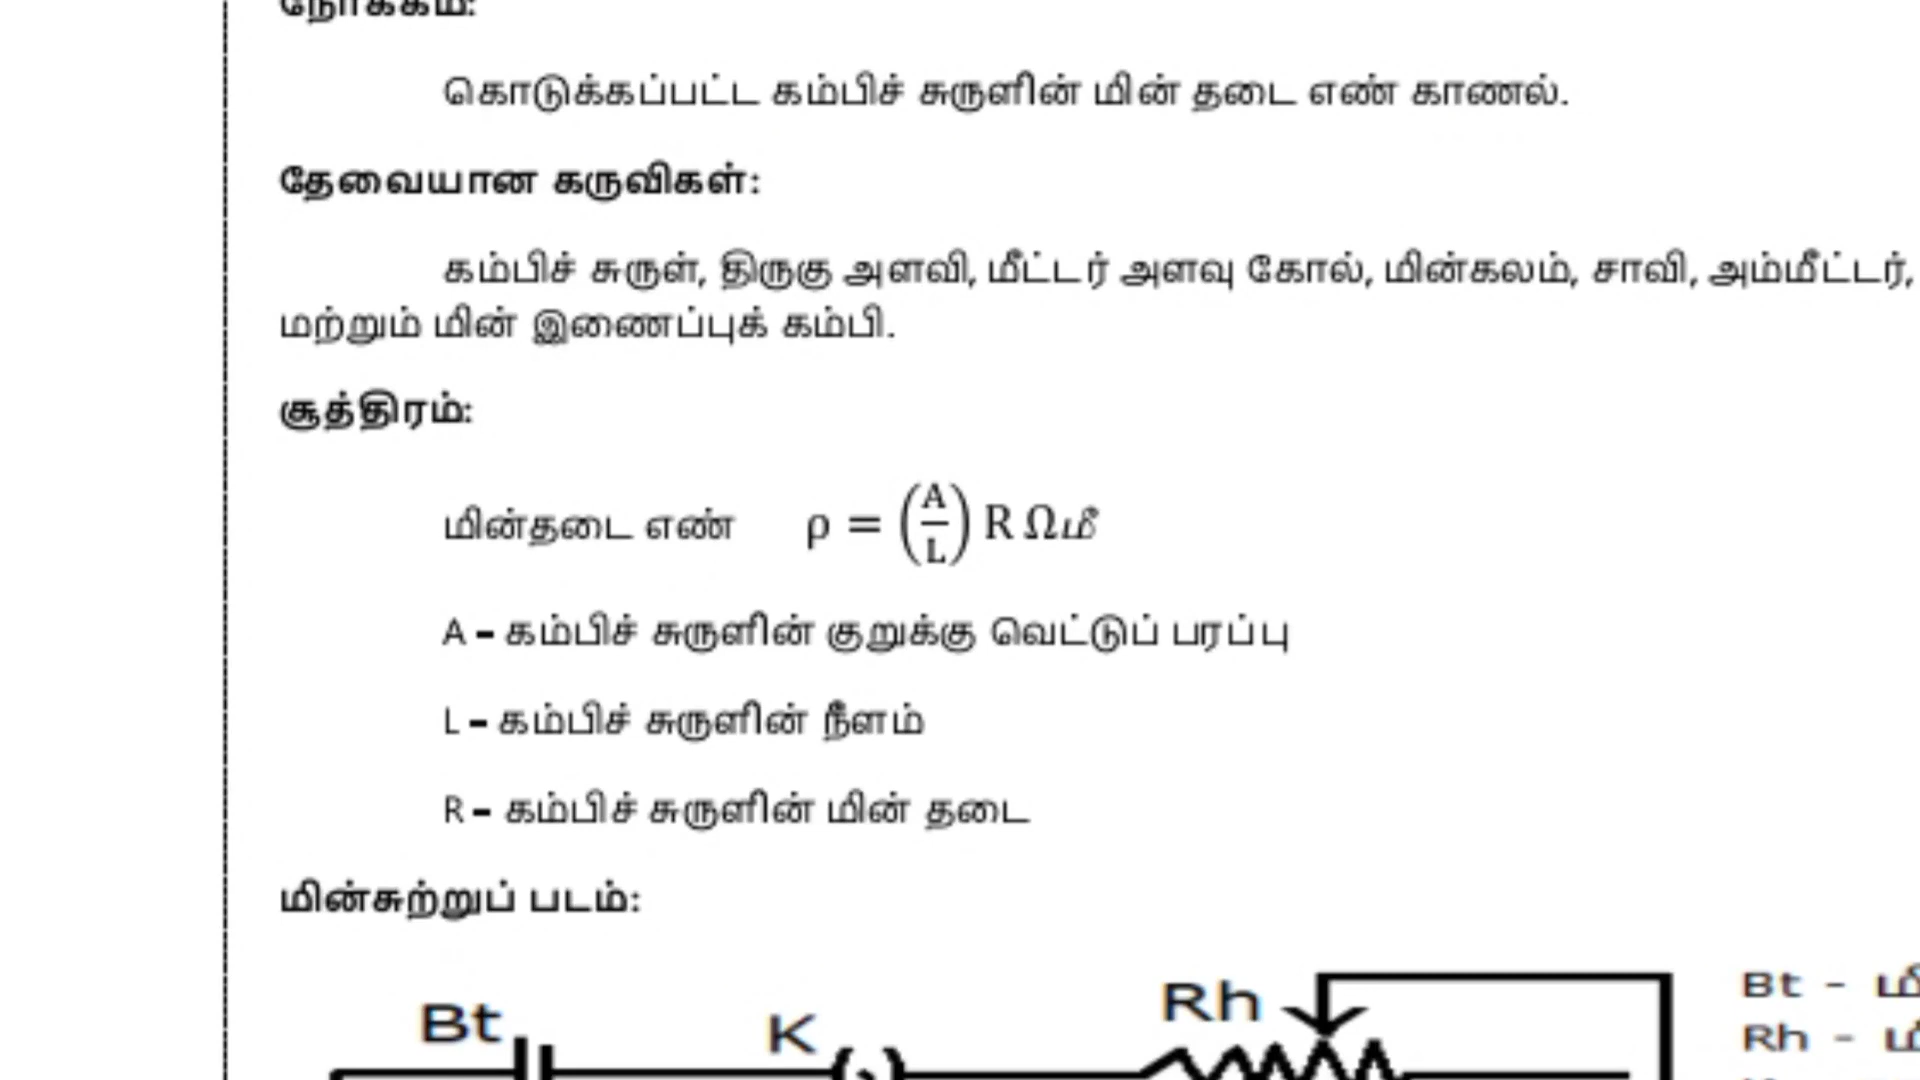 நோக்கம்:
கொடுக்கப்பட்ட கம்பிச் சுருளின் மின் தடை எண் காணல்.
தேவையான கருவிகள்:
கம்பிச் சுருள், திருகு அளவி, மீட்டர் அளவு கோல், மின்கலம், சாவி, அம்மீட்டர்,
மற்றும் மின் இணைப்புக் கம்பி.
சூத்திரம்:
மின்தடை எண் ρ = (A/L) R Ωமீ
A – கம்பிச் சுருளின் குறுக்கு வெட்டுப் பரப்பு
L – கம்பிச் சுருளின் நீளம்
R – கம்பிச் சுருளின் மின் தடை
மின்சுற்றுப் படம்:
Bt K Rh
Bt -
Rh -